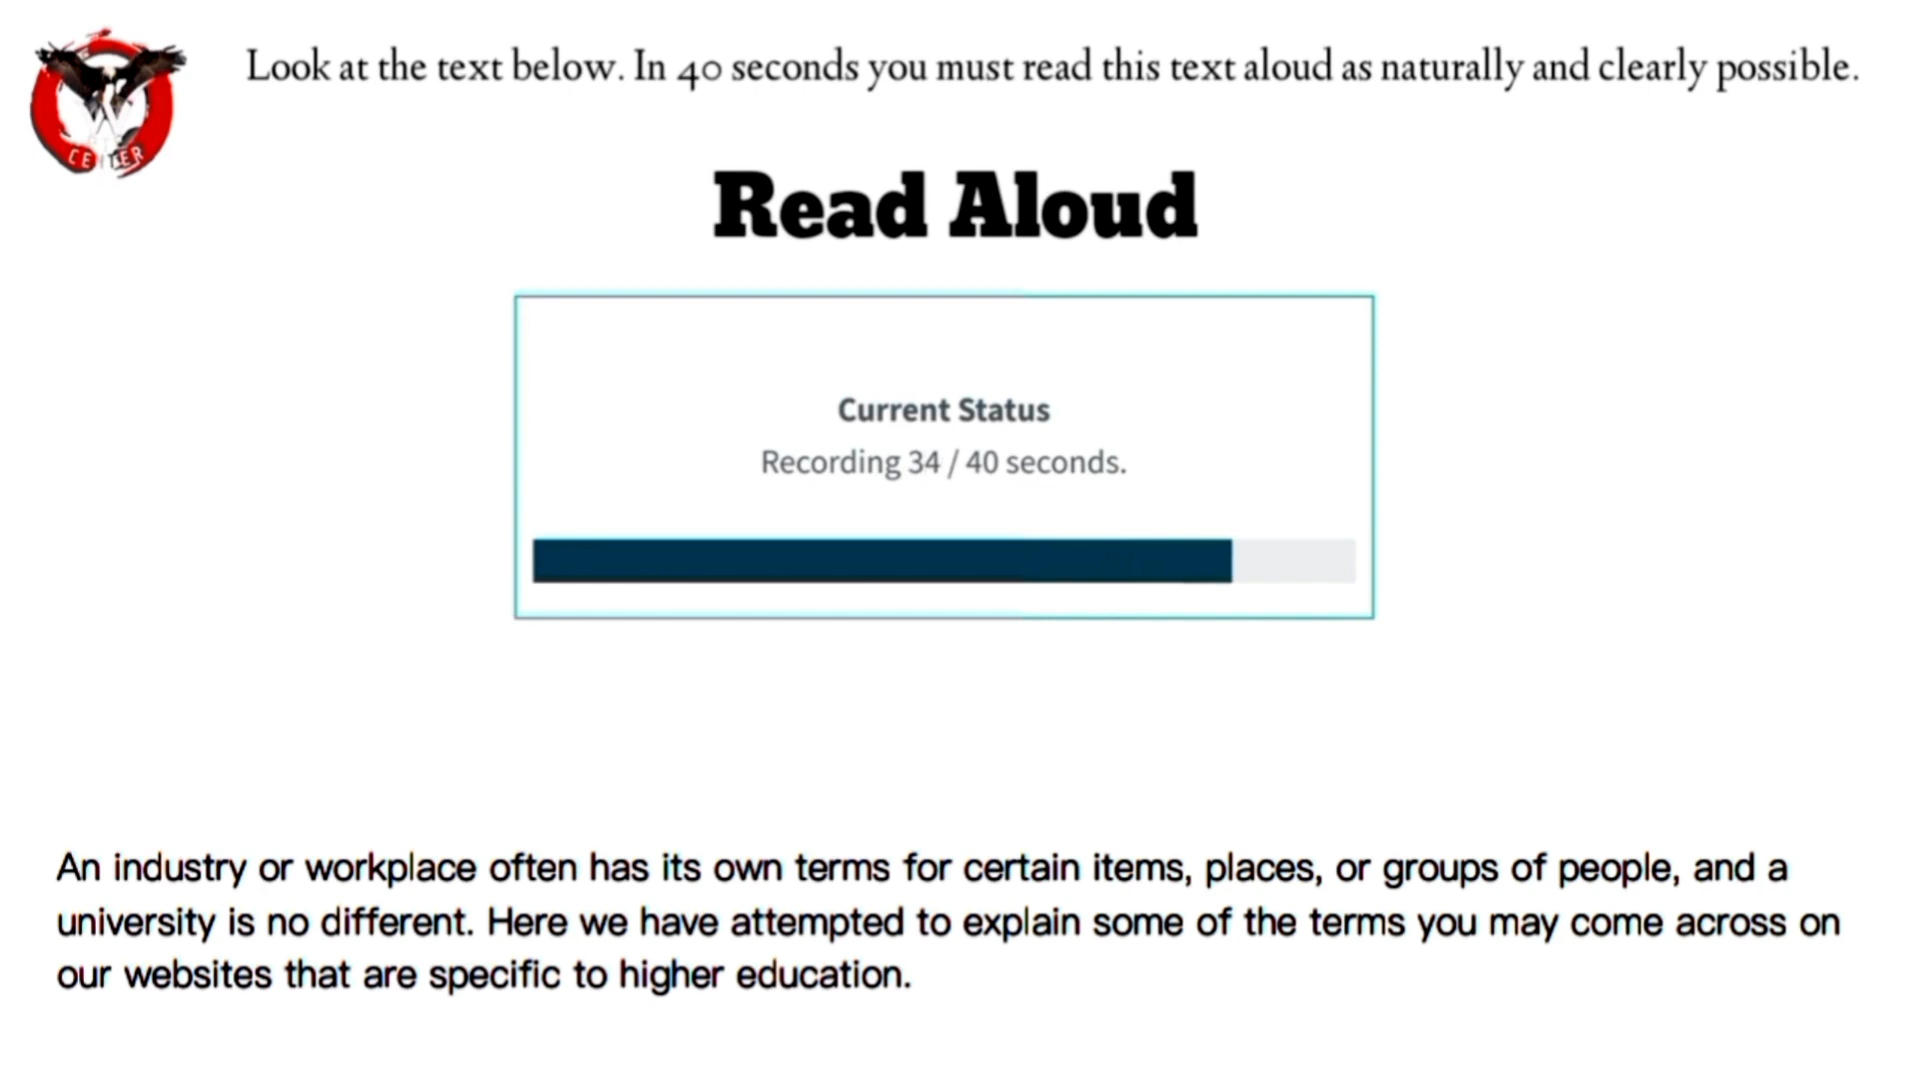 Look at the text below. In 40 seconds you must read this text aloud as naturally and clearly possible.
CENTER
Read Aloud
Current Status
Recording 34 / 40 seconds.
An industry or workplace often has its own terms for certain items, places, or groups of people, and a
university is no different. Here we have attempted to explain some of the terms you may come across on
our websites that are specific to higher education.